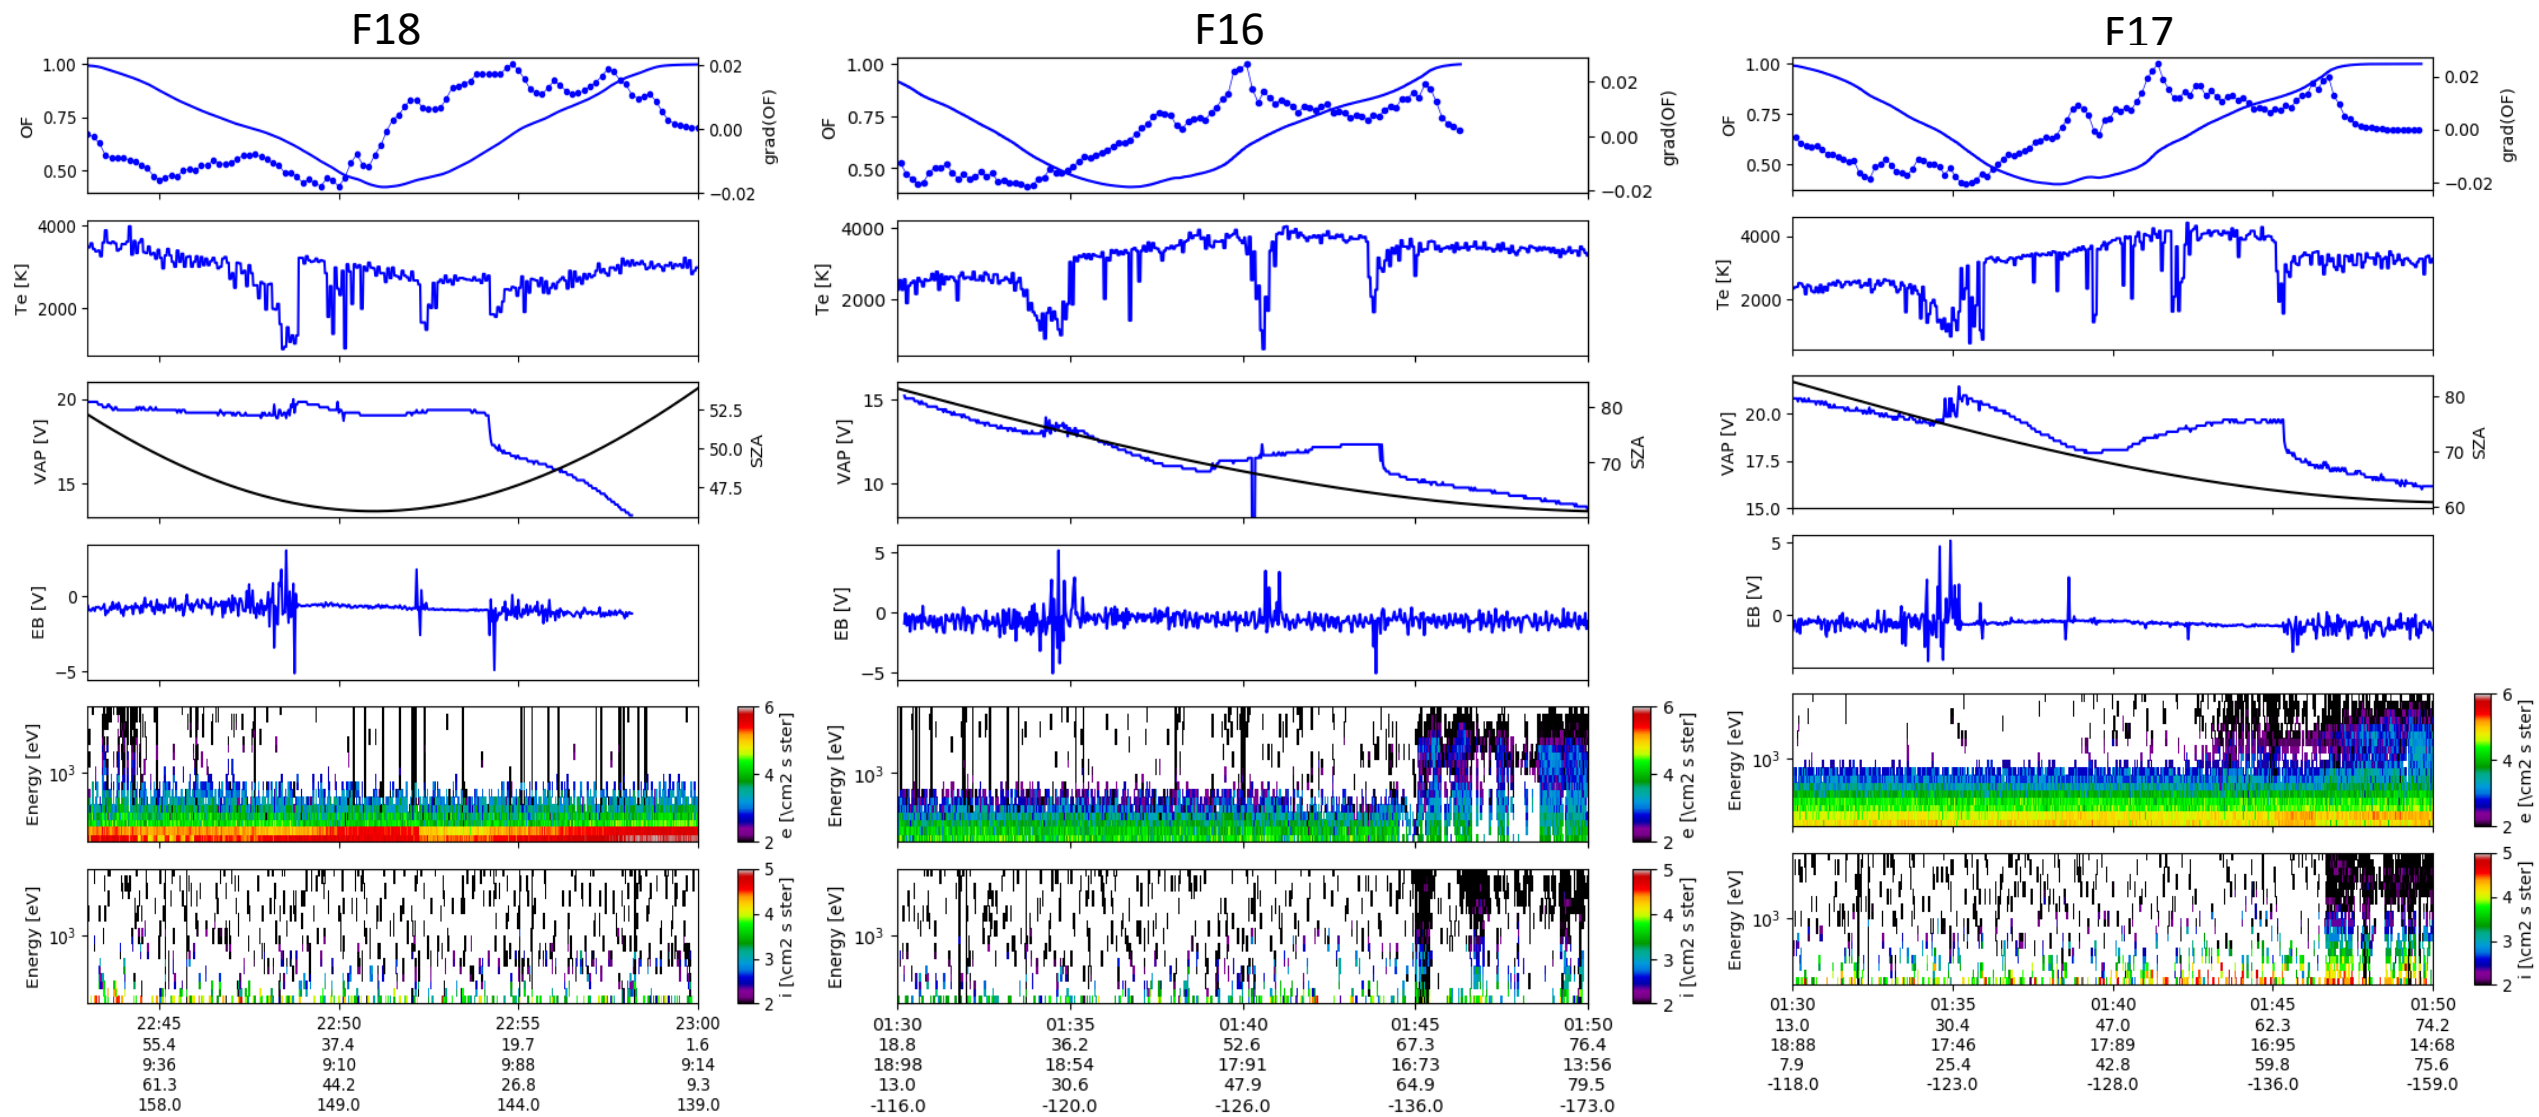 F18 F16 F17
1.00 0.75 0.50 OF 0.02 0.00 −0.02 grad(OF)
1.00 0.75 0.50 OF 0.02 0.00 −0.02 grad(OF)
1.00 0.75 0.50 OF 0.02 0.00 −0.02 grad(OF)
4000 2000 Te [K]
4000 2000 Te [K]
4000 2000 Te [K]
20 15 VAP [V] 52.5 50.0 47.5 SZA
15 10 VAP [V] 80 70 SZA
20.0 17.5 15.0 VAP [V] 80 70 60 SZA
0 −5 EB [V]
5 0 −5 EB [V]
5 0 EB [V]
10³ Energy [eV] 6 4 2 e [\cm2 s ster]
10³ Energy [eV] 6 4 2 e [\cm2 s ster]
10³ Energy [eV] 6 4 2 e [\cm2 s ster]
10³ Energy [eV] 5 4 3 2 i [\cm2 s ster]
10³ Energy [eV] 5 4 3 2 i [\cm2 s ster]
10³ Energy [eV] 5 4 3 2 i [\cm2 s ster]
22:45 22:50 22:55 23:00
55.4 37.4 19.7 1.6
9:36 9:10 9:88 9:14
61.3 44.2 26.8 9.3
158.0 149.0 144.0 139.0
01:30 01:35 01:40 01:45 01:50
18.8 36.2 52.6 67.3 76.4
18:98 18:54 17:91 16:73 13:56
13.0 30.6 47.9 64.9 79.5
-116.0 -120.0 -126.0 -136.0 -173.0
01:30 01:35 01:40 01:45 01:50
13.0 30.4 47.0 62.3 74.2
18:88 17:46 17:89 16:95 14:68
7.9 25.4 42.8 59.8 75.6
-118.0 -123.0 -128.0 -136.0 -159.0